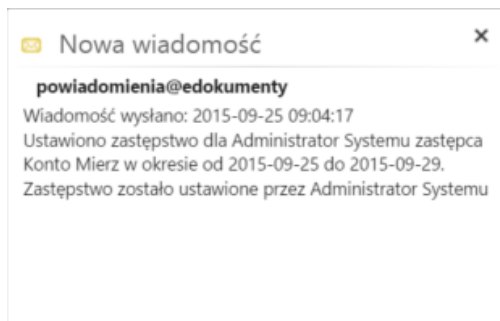 Nowa wiadomość
powiadomienia@edokumenty
Wiadomość wysłano: 2015-09-25 09:04:17
Ustawiono zastępstwo dla Administrator Systemu zastępca
Konto Mierz w okresie od 2015-09-25 do 2015-09-29.
Zastępstwo zostało ustawione przez Administrator Systemu